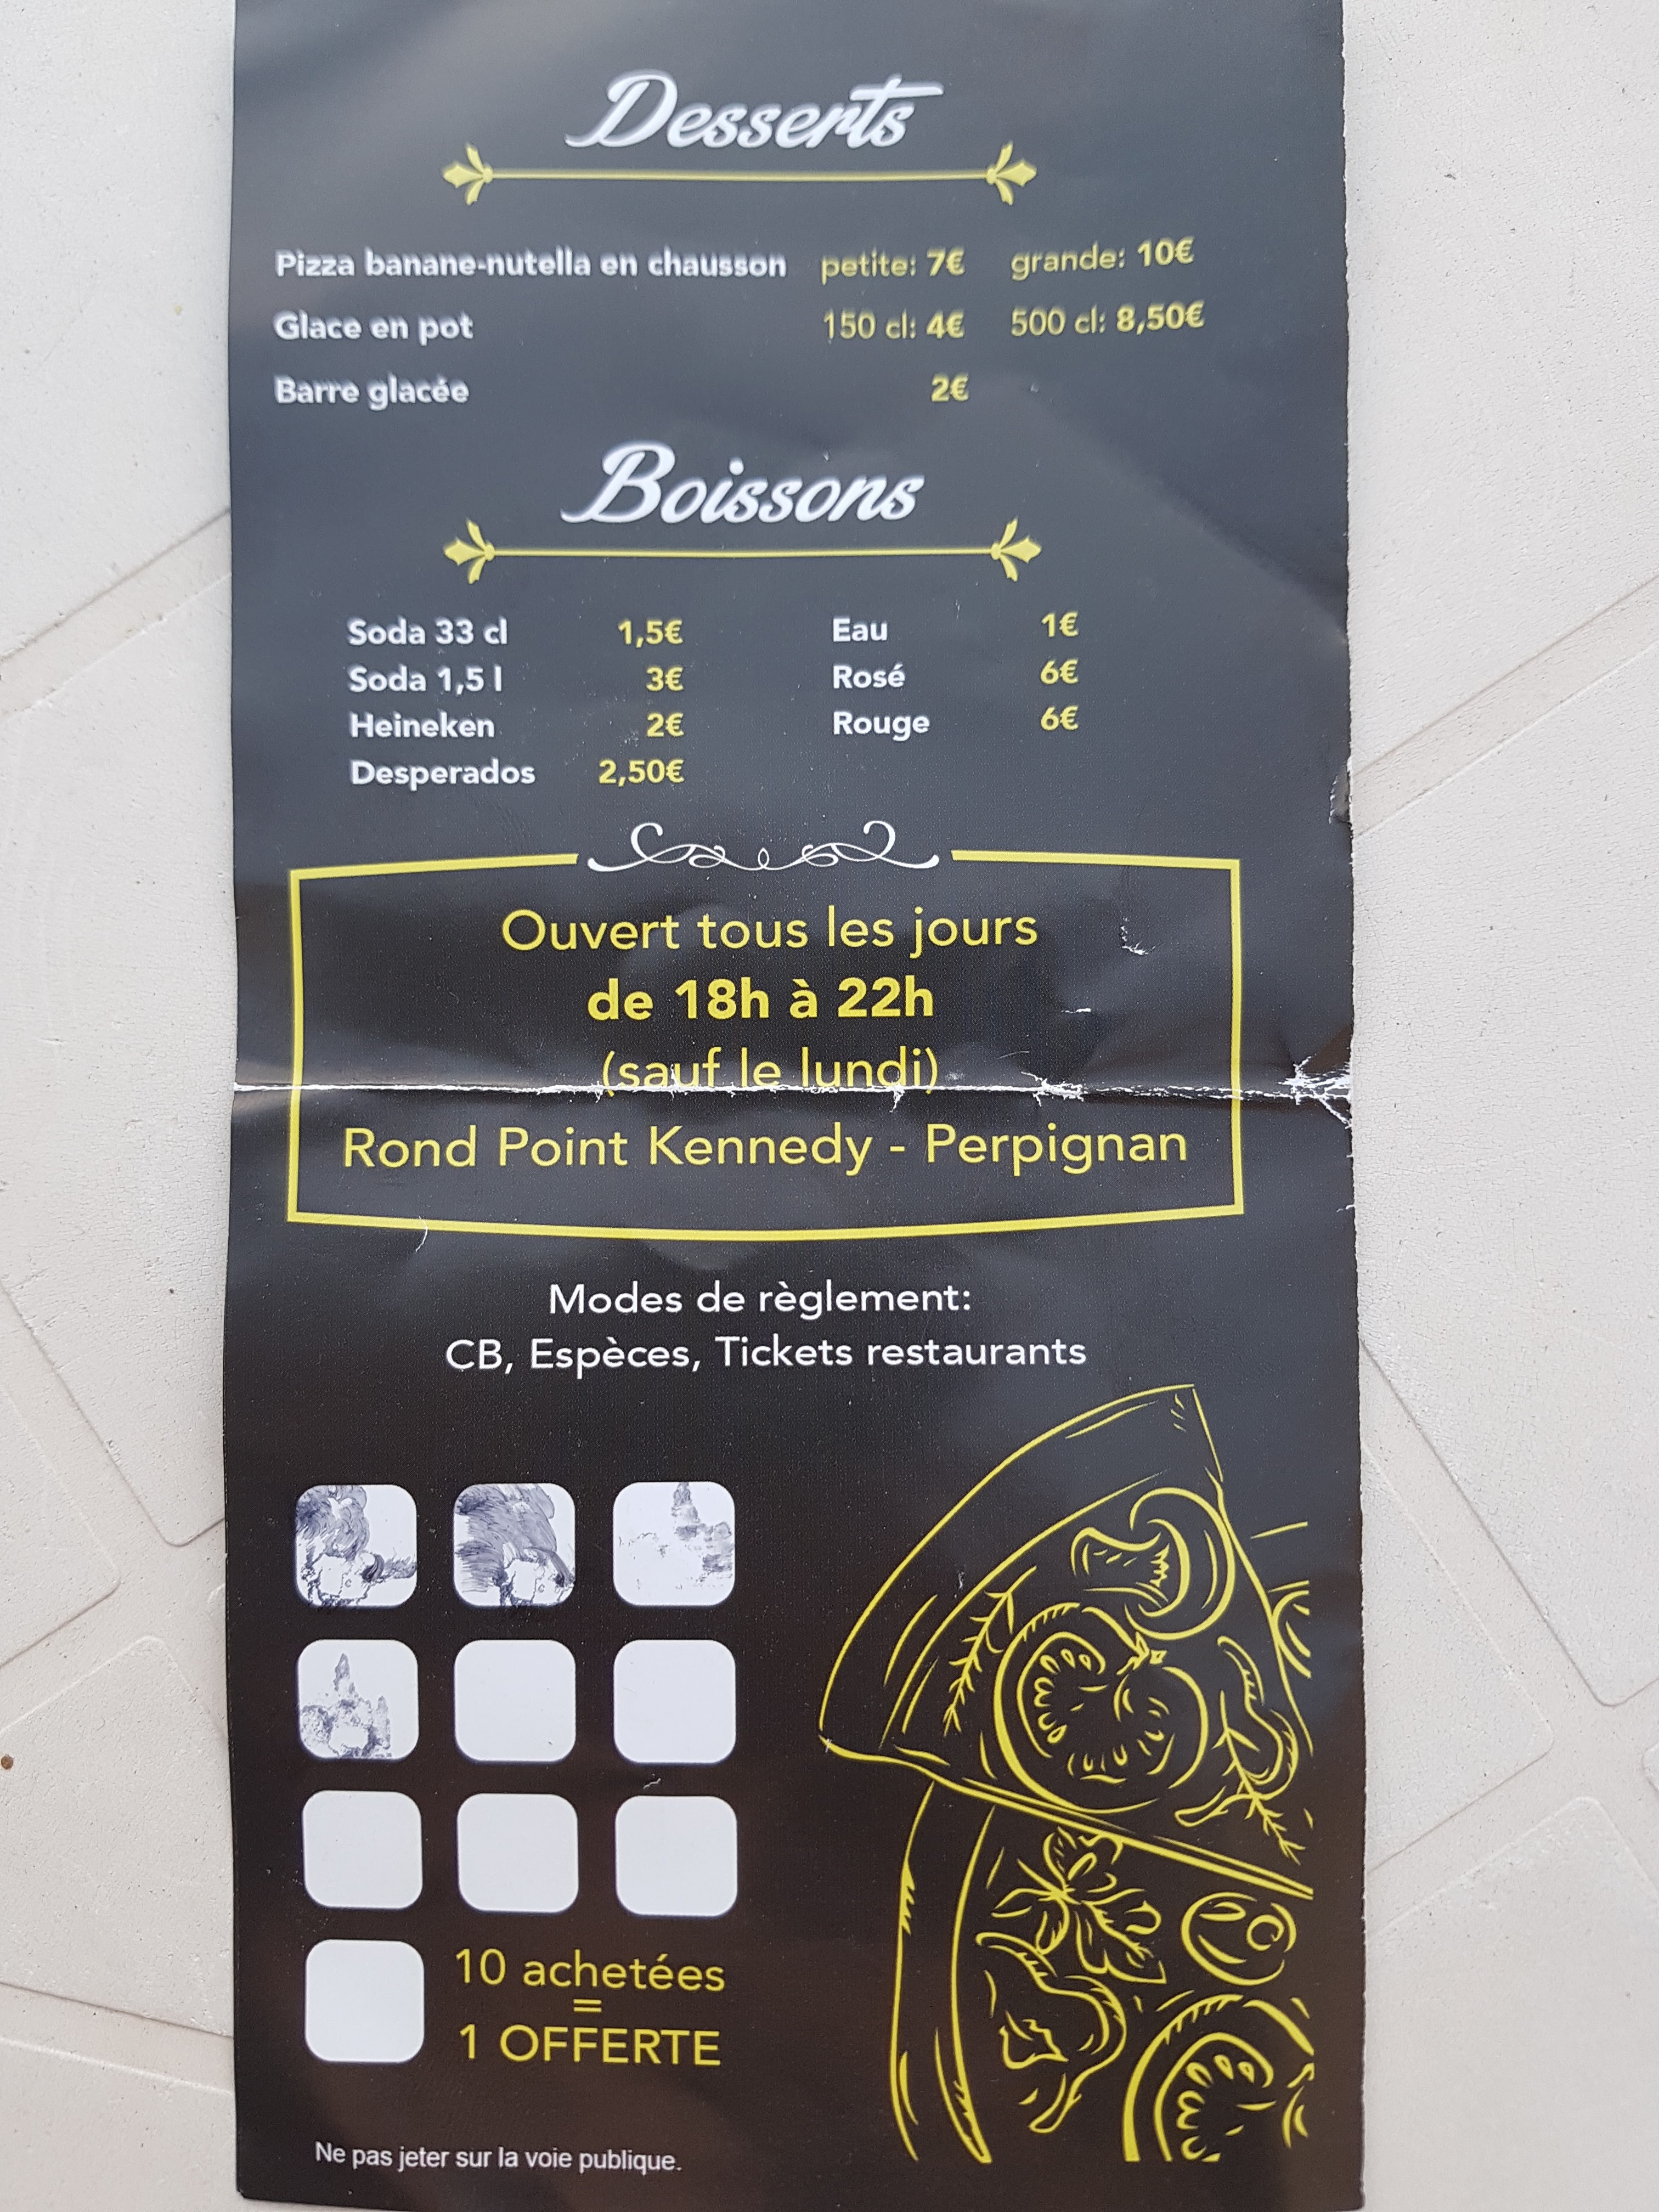 Desserts
Pizza banane-nutella en chausson petite: 7€ grande: 10€
Glace en pot 150 cl: 4€ 500 cl: 8,50€
Barre glacée 2€
Boissons
Soda 33 cl 1,5€ Eau 1€
Soda 1,5 l 3€ Rosé 6€
Heineken 2€ Rouge 6€
Desperados 2,50€
Ouvert tous les jours
de 18h à 22h
(sauf le lundi)
Rond Point Kennedy - Perpignan
Modes de règlement:
CB, Espèces, Tickets restaurants
10 achetées
=
1 OFFERTE
Ne pas jeter sur la voie publique.